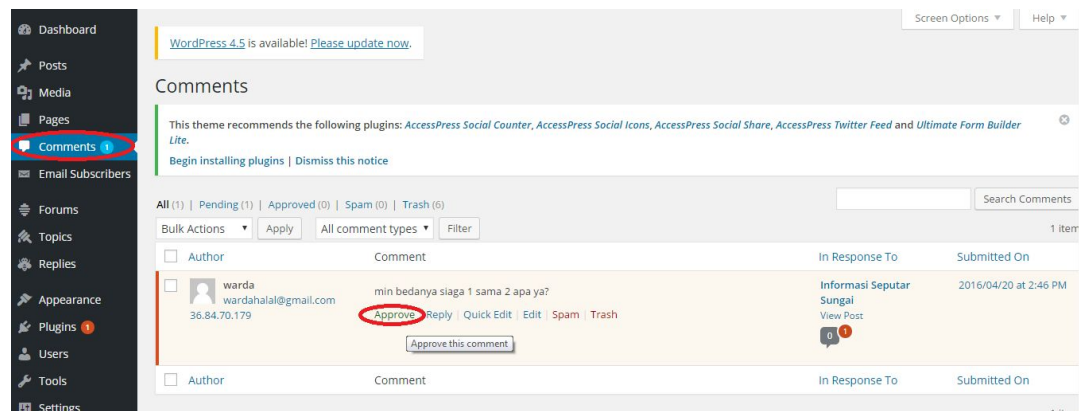 Screen Options ▼ Help ▼
Dashboard
Posts
Media
Pages
Comments 1
Email Subscribers
Forums
Topics
Replies
Appearance
Plugins 1
Users
Tools
Settings
WordPress 4.5 is available! Please update now.
Comments
This theme recommends the following plugins: AccessPress Social Counter, AccessPress Social Icons, AccessPress Social Share, AccessPress Twitter Feed and Ultimate Form Builder
Lite.
Begin installing plugins | Dismiss this notice
All (1) | Pending (1) | Approved (0) | Spam (0) | Trash (6)
Search Comments
Bulk Actions ▼ Apply All comment types ▼ Filter
1 item
Author Comment In Response To Submitted On
warda
wardahalal@gmail.com
36.84.70.179
min bedanya siaga 1 sama 2 apa ya?
Approve Reply | Quick Edit | Edit | Spam | Trash
Approve this comment
Informasi Seputar
Sungai
View Post
0 1
2016/04/20 at 2:46 PM
Author Comment In Response To Submitted On